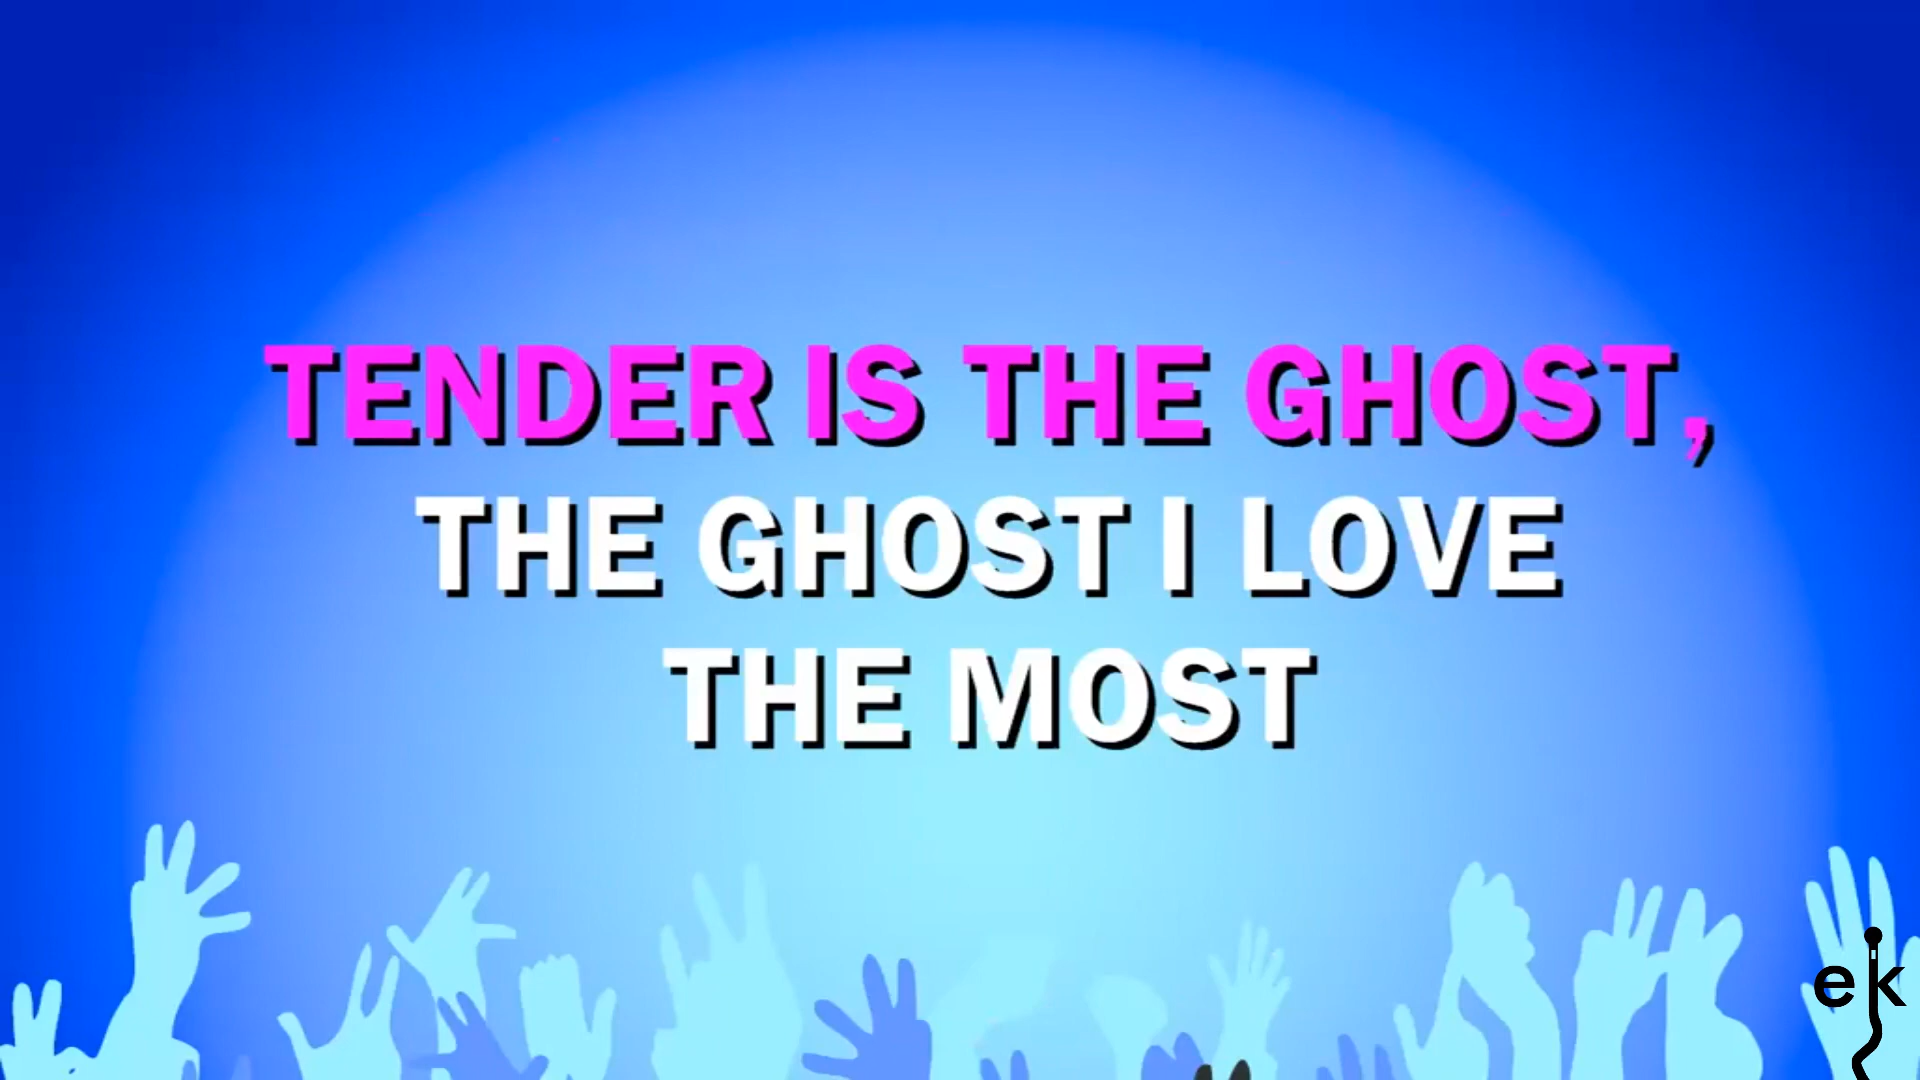 TENDER IS THE GHOST,
THE GHOST I LOVE
THE MOST
ek